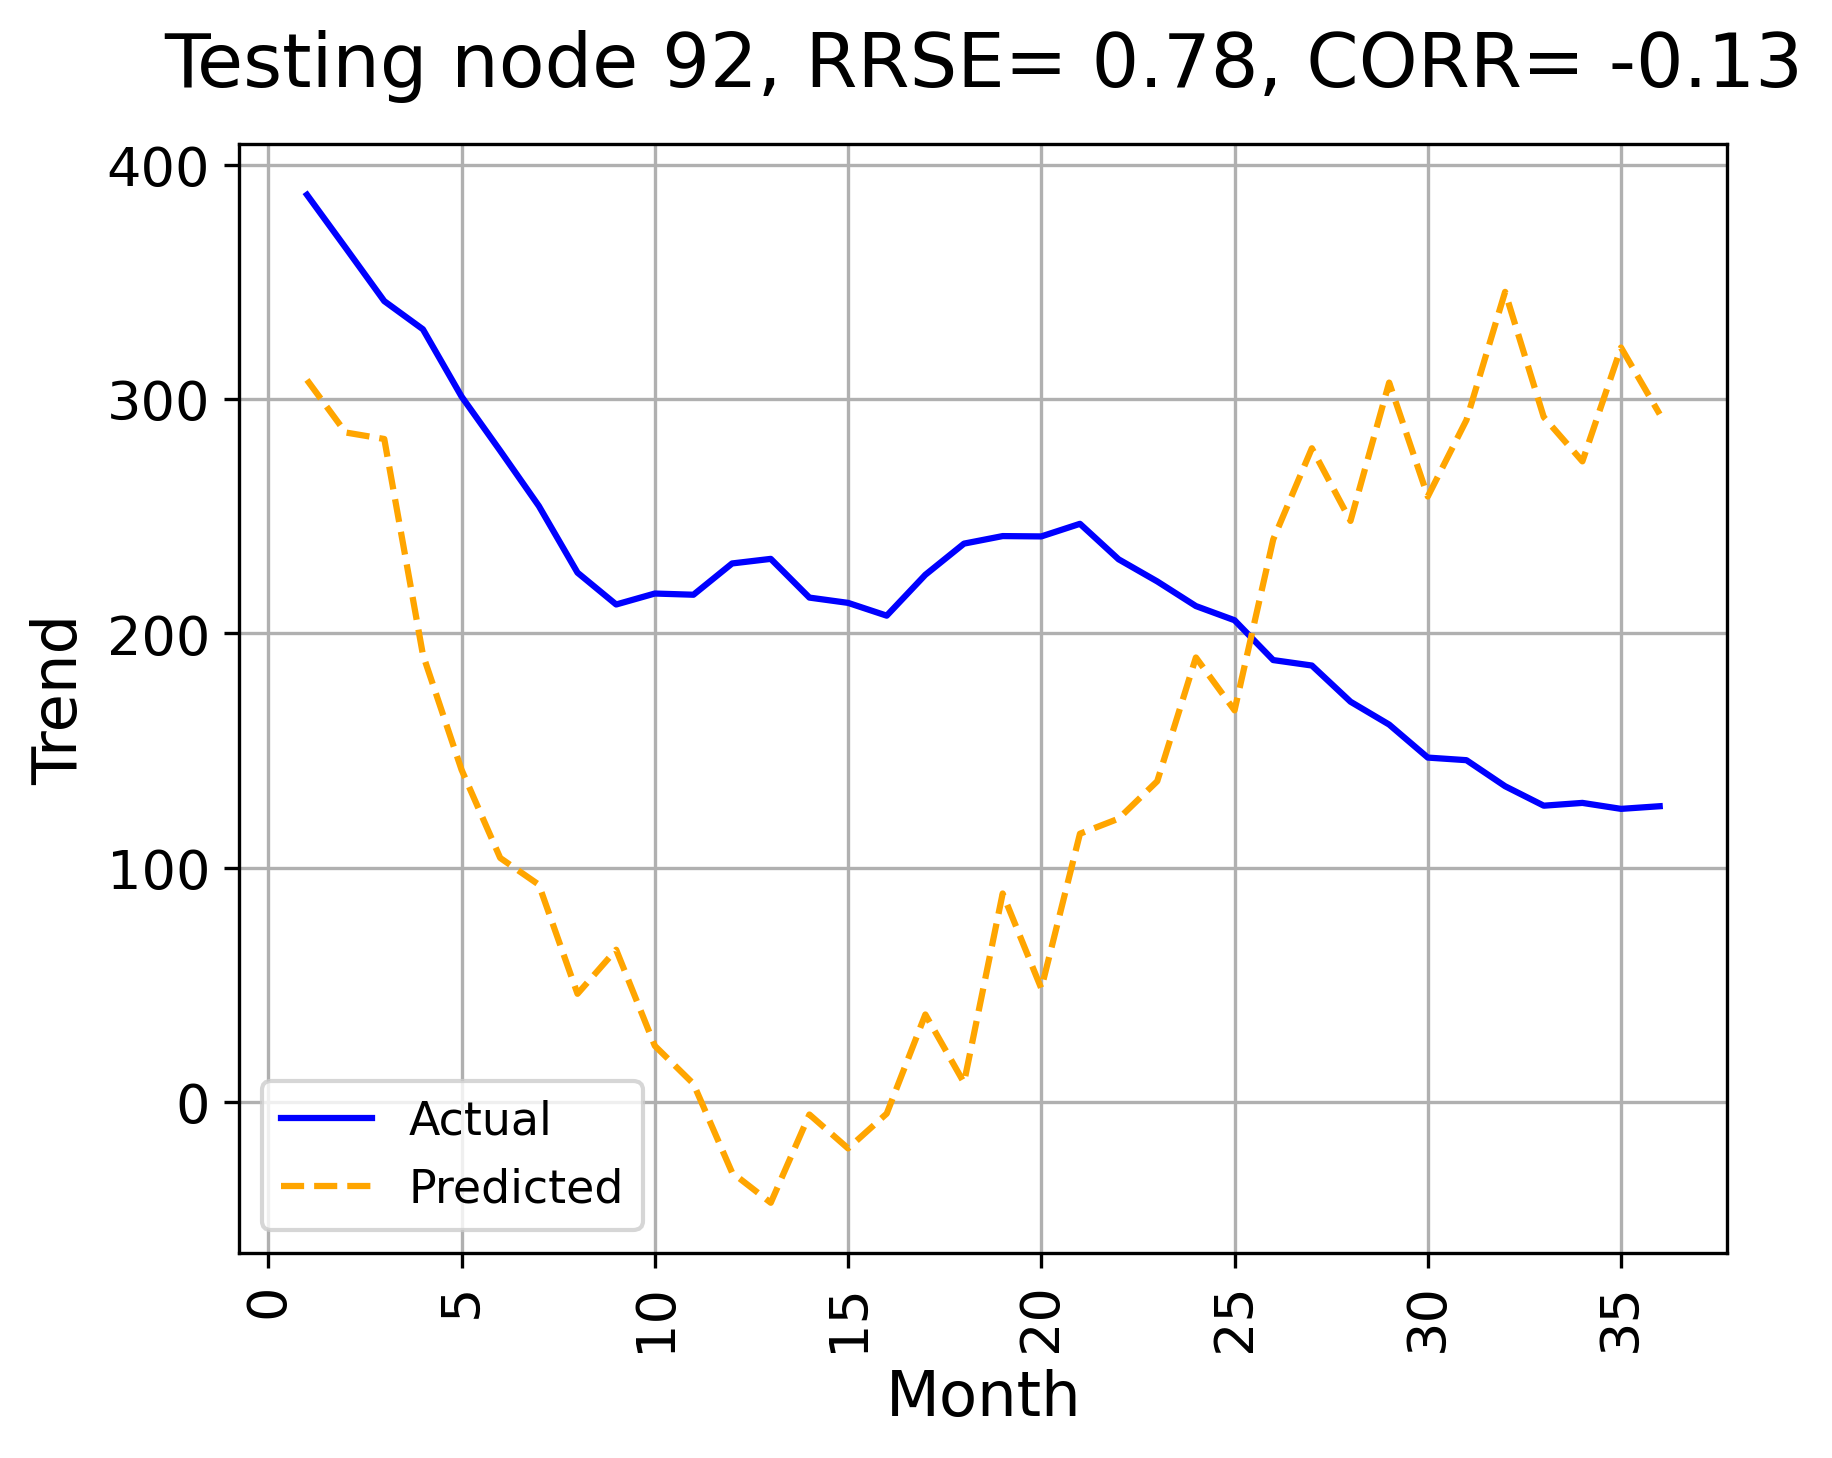 Testing node 92, RRSE= 0.78, CORR= -0.13
400
300
200
100
0
Trend
Actual
Predicted
0 5 10 15 20 25 30 35
Month